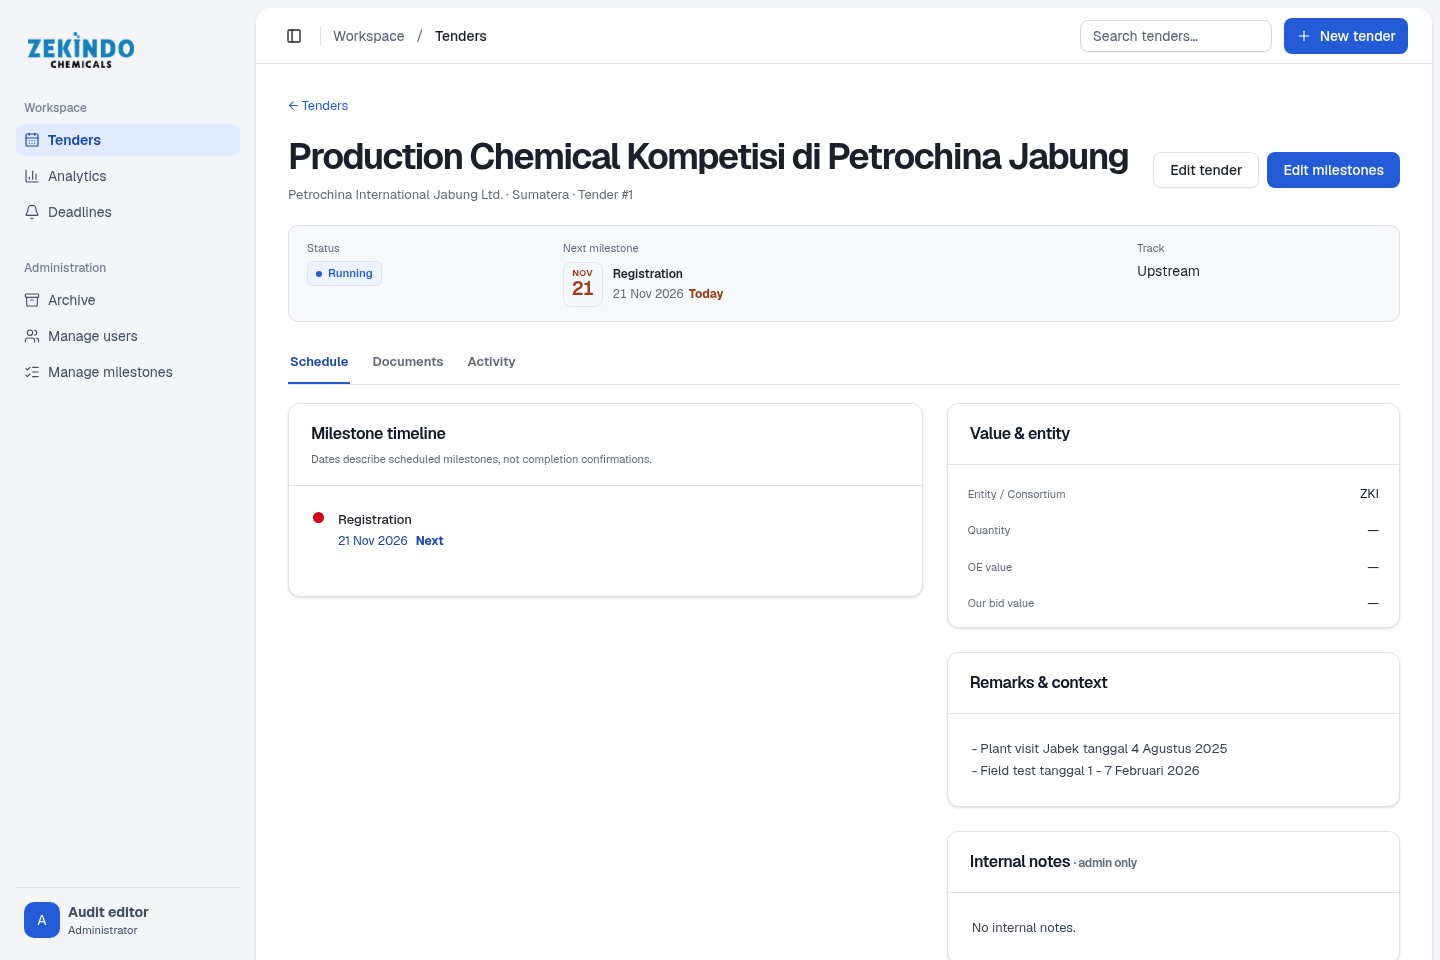 ZEKINDO
CHEMICALS
Workspace
Tenders
Analytics
Deadlines
Administration
Archive
Manage users
Manage milestones
A
Audit editor
Administrator
Workspace / Tenders
Search tenders...
+ New tender
← Tenders
Production Chemical Kompetisi di Petrochina Jabung
Petrochina International Jabung Ltd. · Sumatera · Tender #1
Edit tender
Edit milestones
Status
Running
Next milestone
NOV
21
Registration
21 Nov 2026 Today
Track
Upstream
Schedule
Documents
Activity
Milestone timeline
Dates describe scheduled milestones, not completion confirmations.
Registration
21 Nov 2026 Next
Value & entity
Entity / Consortium ZKI
Quantity —
OE value —
Our bid value —
Remarks & context
- Plant visit Jabek tanggal 4 Agustus 2025
- Field test tanggal 1 - 7 Februari 2026
Internal notes · admin only
No internal notes.